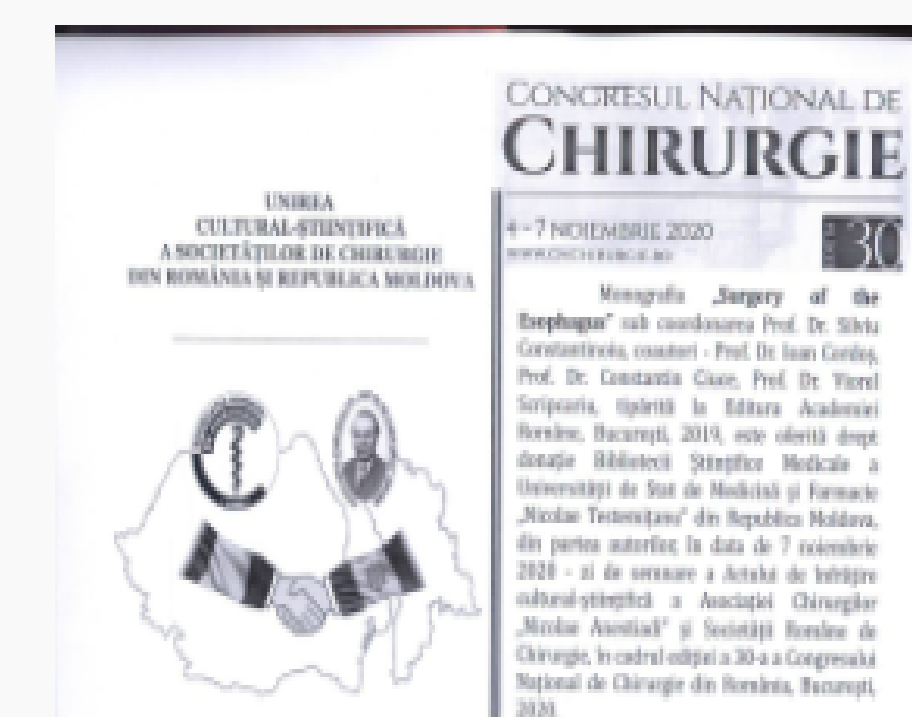 UNIREA
CULTURAL-ȘTIINȚIFICĂ
A SOCIETĂȚILOR DE CHIRURGIE
DIN ROMÂNIA ȘI REPUBLICA MOLDOVA
CONGRESUL NAȚIONAL DE
CHIRURGIE
4-7 NOIEMBRIE 2020
WWW.CNCHIRURGIE.RO
30
Monografia „Surgery of the
Esophagus" sub coordonarea Prof. Dr. Silviu
Constantinoiu, coautori - Prof. Dr. Ioan Cordoș,
Prof. Dr. Constantin Ciuce, Prof. Dr. Viorel
Scripcariu, tipărită la Editura Academiei
Române, București, 2019, este oferită drept
donație Bibliotecii Științifice Medicale a
Universității de Stat de Medicină și Farmacie
„Nicolae Testemițanu" din Republica Moldova,
din partea autorilor, în data de 7 noiembrie
2020 - zi de semnare a Actului de înfrățire
cultural-științifică a Asociației Chirurgilor
„Nicolae Anestiadi" și Societății Române de
Chirurgie, în cadrul ediției a 30-a a Congresului
Național de Chirurgie din România, București,
2020.